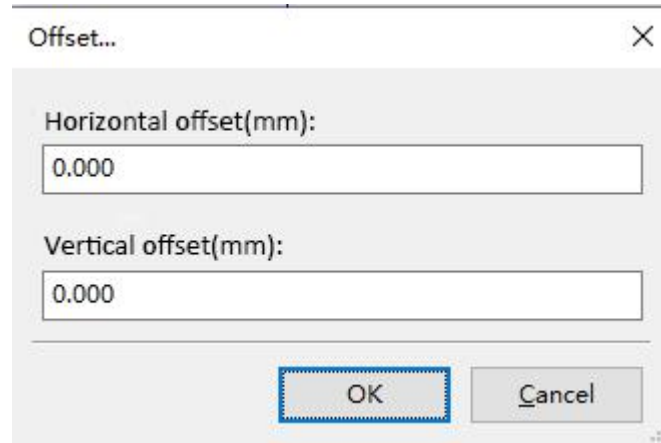 Offset...
Horizontal offset(mm):
0.000
Vertical offset(mm):
0.000
OK
Cancel